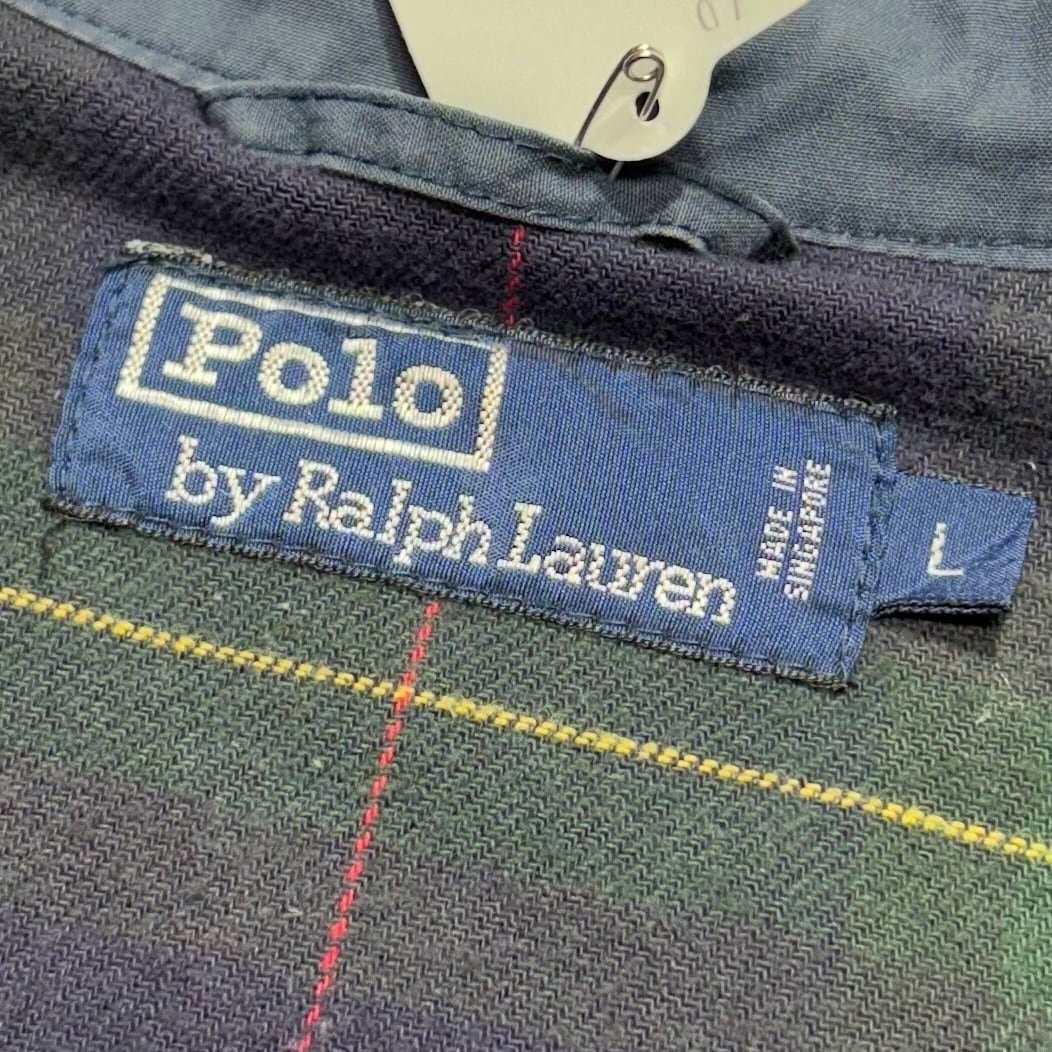 Polo
by Ralph Lauren
MADE IN
SINGAPORE
L